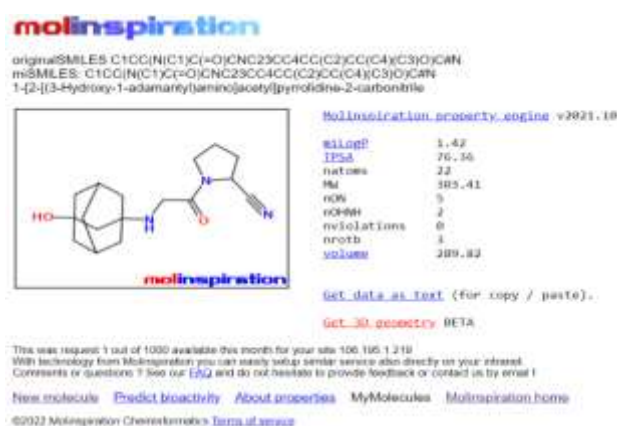 molinspiration
originalSMILES C1CC(N(C1)C(=O)CNC23CC4CC(C2)CC(C4)(C3)O)C#N
miSMILES: C1CC(N(C1)C(=O)CNC23CC4CC(C2)CC(C4)(C3)O)C#N
1-[2-[(3-Hydroxy-1-adamantyl)amino]acetyl]pyrrolidine-2-carbonitrile
Molinspiration property engine v2021.10
miLogP 1.42
TPSA 76.36
natoms 22
MW 303.41
nON 5
nOHNH 2
nviolations 0
nrotb 3
volume 289.82
HO
N
H
O
N
N
molinspiration
Get data as text (for copy / paste).
Get 3D geometry BETA
This was request 1 out of 1000 available this month for your site 106.195.1.219
With technology from Molinspiration you can easily setup similar service also directly on your intranet.
Comments or questions ? See our FAQ and do not hesitate to provide feedback or contact us by email !
New molecule Predict bioactivity About properties MyMolecules Molinspiration home
©2022 Molinspiration Cheminformatics Terms of service